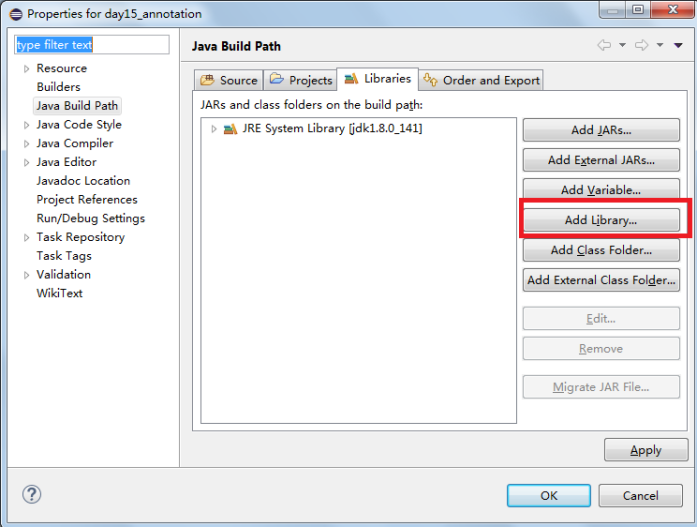 Properties for day15_annotation
type filter text
Resource
Builders
Java Build Path
Java Code Style
Java Compiler
Java Editor
Javadoc Location
Project References
Run/Debug Settings
Task Repository
Task Tags
Validation
WikiText
Java Build Path
Source Projects Libraries Order and Export
JARs and class folders on the build path:
JRE System Library [jdk1.8.0_141]
Add JARs...
Add External JARs...
Add Variable...
Add Library...
Add Class Folder...
Add External Class Folder...
Edit...
Remove
Migrate JAR File...
Apply
OK Cancel